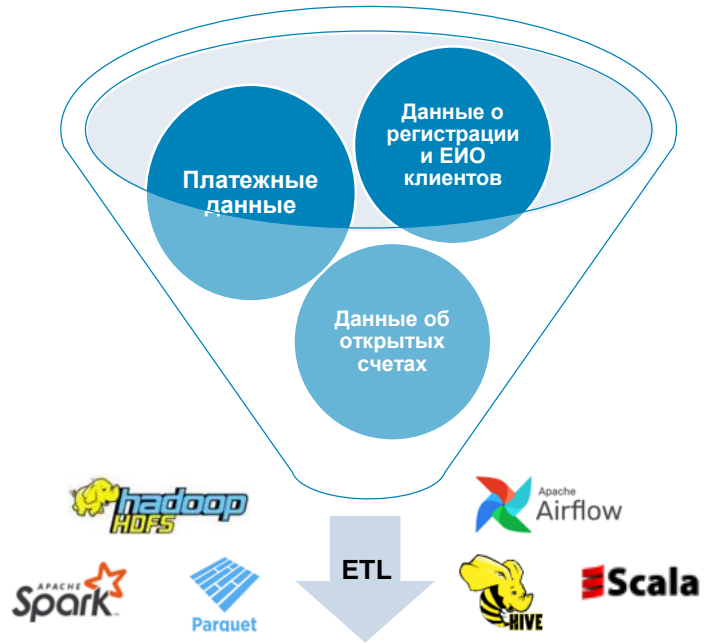 Данные о
регистрации
и ЕИО
клиентов
Платежные
данные
Данные об
открытых
счетах
hadoop
HDFS
Apache
Airflow
ETL
APACHE
Spark™
Parquet
HIVE
Scala